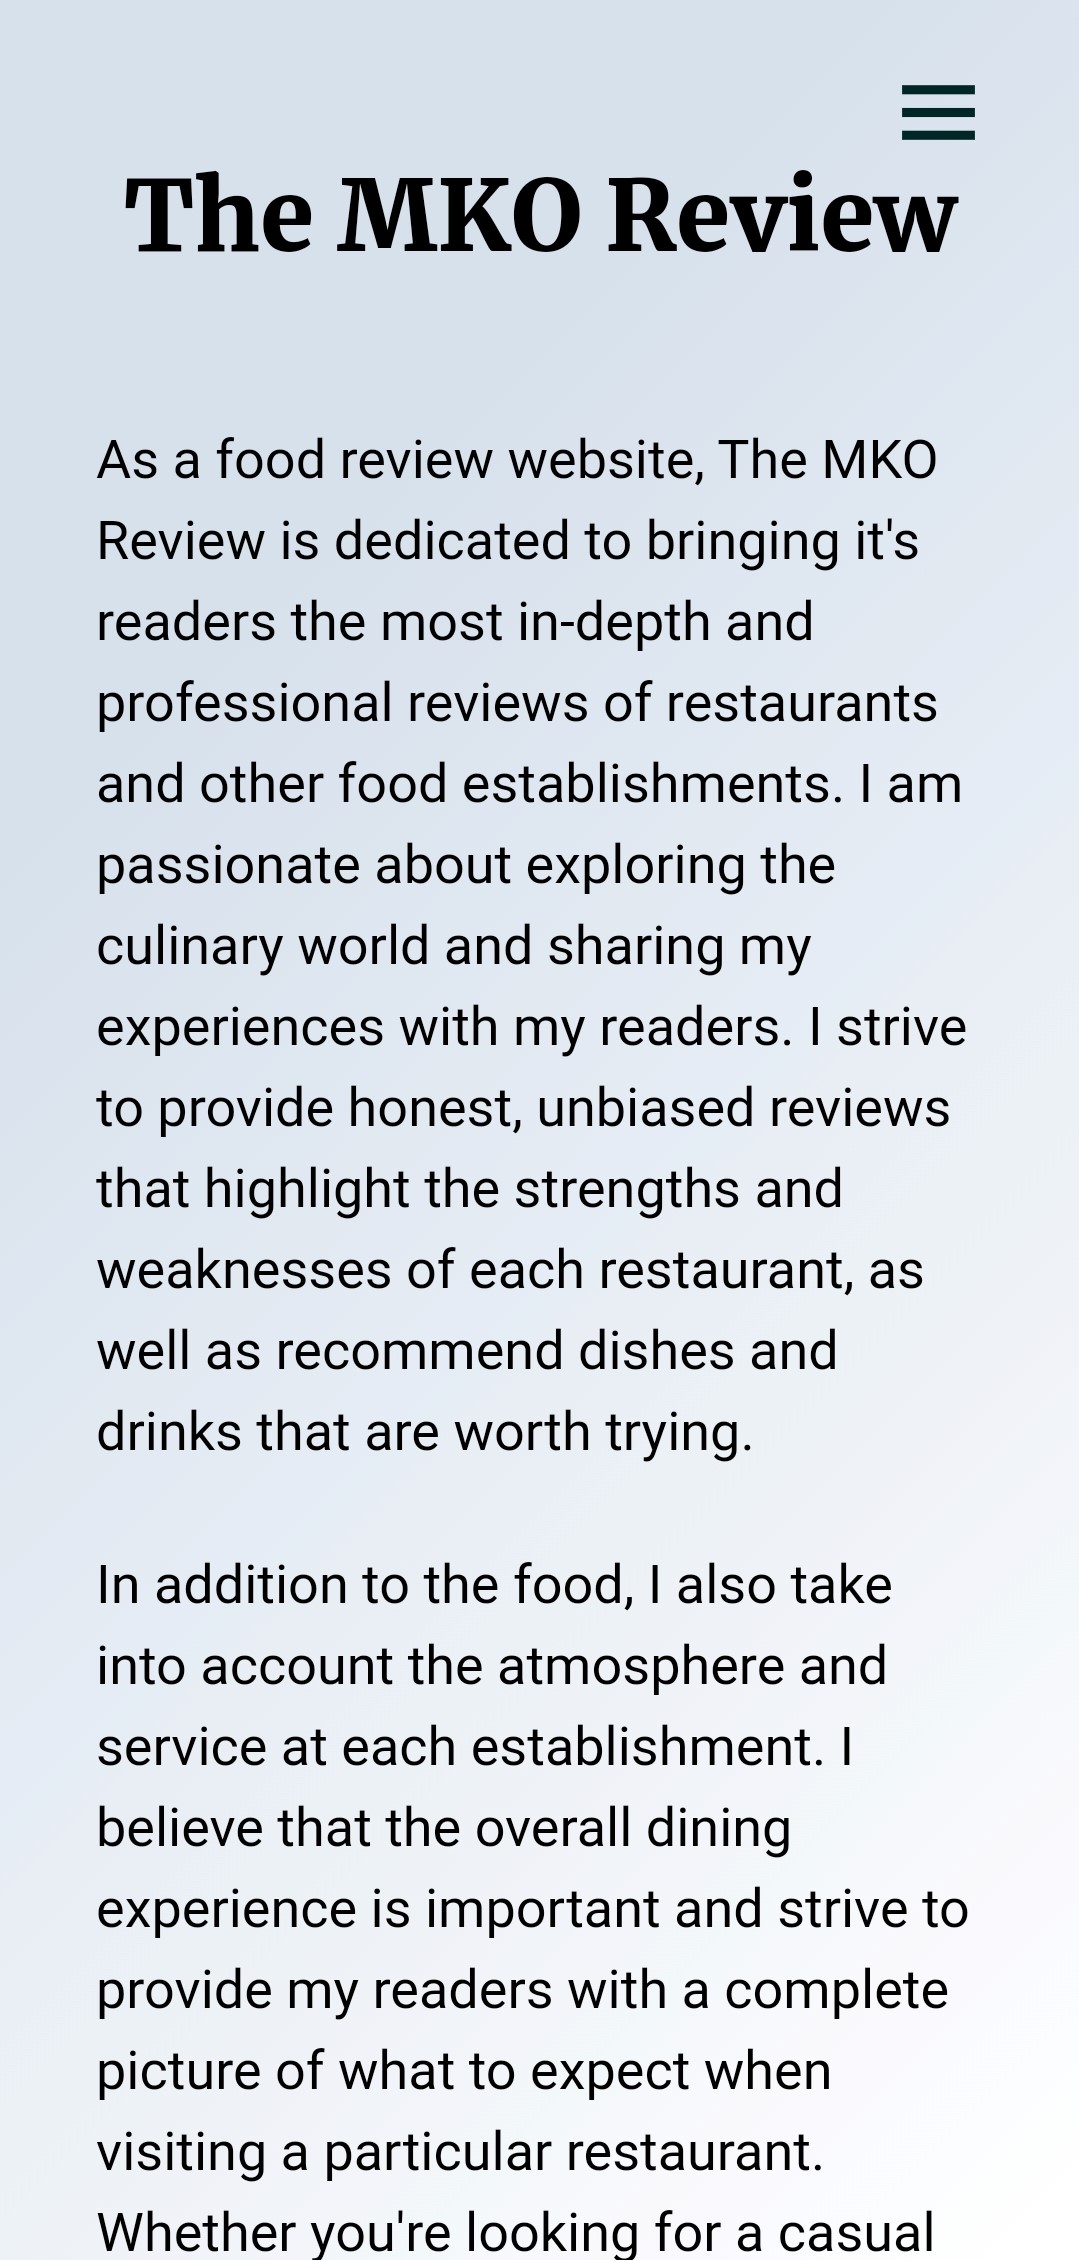 The MKO Review
As a food review website, The MKO
Review is dedicated to bringing it's
readers the most in-depth and
professional reviews of restaurants
and other food establishments. I am
passionate about exploring the
culinary world and sharing my
experiences with my readers. I strive
to provide honest, unbiased reviews
that highlight the strengths and
weaknesses of each restaurant, as
well as recommend dishes and
drinks that are worth trying.
In addition to the food, I also take
into account the atmosphere and
service at each establishment. I
believe that the overall dining
experience is important and strive to
provide my readers with a complete
picture of what to expect when
visiting a particular restaurant.
Whether you're looking for a casual